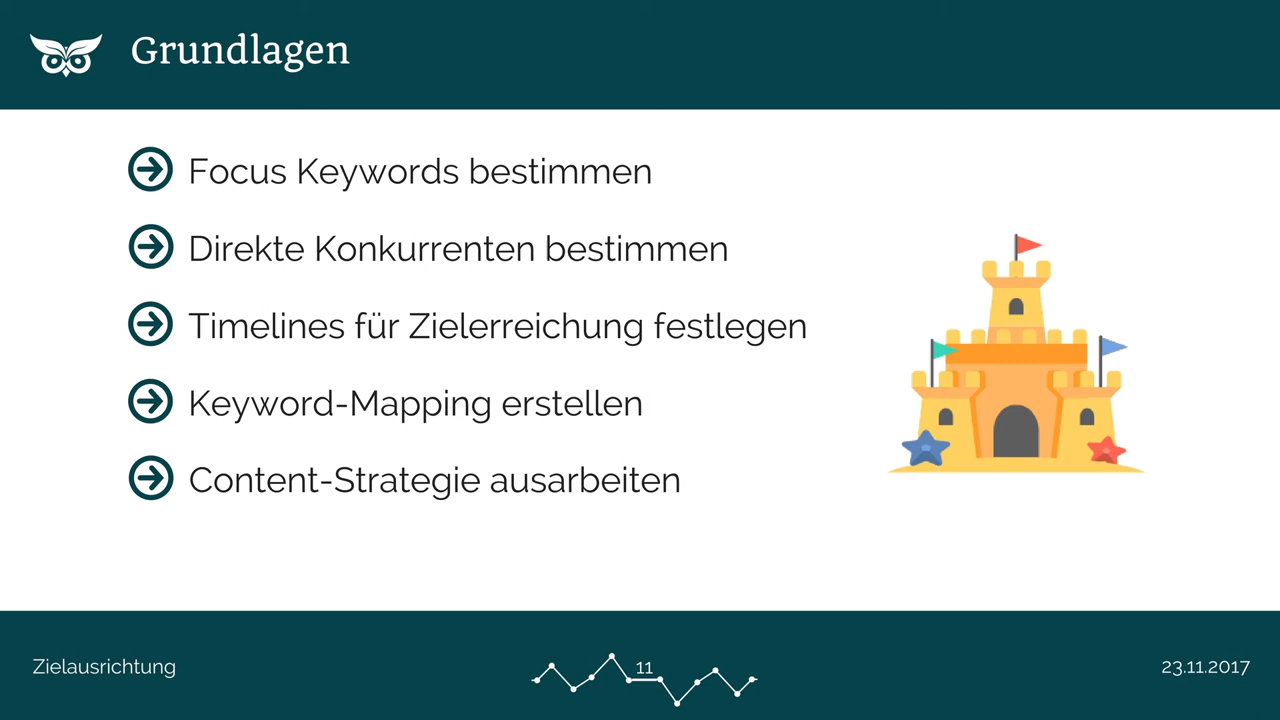 Grundlagen
Focus Keywords bestimmen
Direkte Konkurrenten bestimmen
Timelines für Zielerreichung festlegen
Keyword-Mapping erstellen
Content-Strategie ausarbeiten
Zielausrichtung
11
23.11.2017